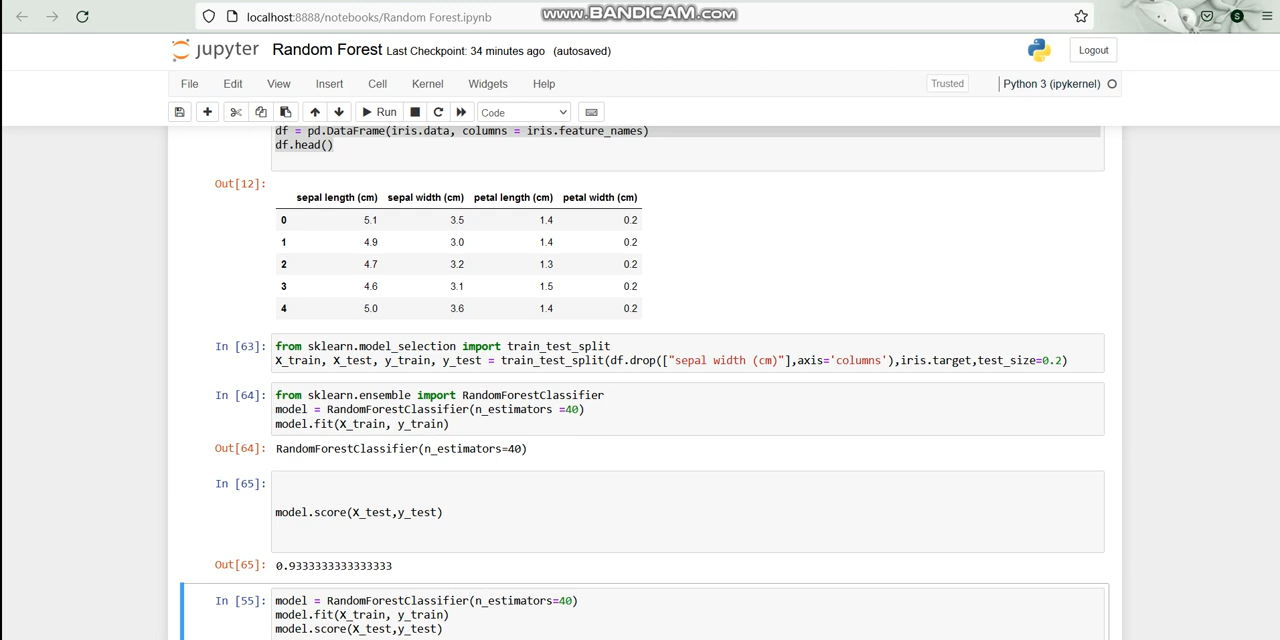 localhost:8888/notebooks/Random Forest.ipynb
www.BANDICAM.com
S
jupyter Random Forest Last Checkpoint: 34 minutes ago (autosaved)
Logout
File Edit View Insert Cell Kernel Widgets Help
Trusted Python 3 (ipykernel)
Run Code
df = pd.DataFrame(iris.data, columns = iris.feature_names)
df.head()
Out[12]:
sepal length (cm) sepal width (cm) petal length (cm) petal width (cm)
0 5.1 3.5 1.4 0.2
1 4.9 3.0 1.4 0.2
2 4.7 3.2 1.3 0.2
3 4.6 3.1 1.5 0.2
4 5.0 3.6 1.4 0.2
In [63]: from sklearn.model_selection import train_test_split
X_train, X_test, y_train, y_test = train_test_split(df.drop(["sepal width (cm)"],axis='columns'),iris.target,test_size=0.2)
In [64]: from sklearn.ensemble import RandomForestClassifier
model = RandomForestClassifier(n_estimators =40)
model.fit(X_train, y_train)
Out[64]: RandomForestClassifier(n_estimators=40)
In [65]:
model.score(X_test,y_test)
Out[65]: 0.9333333333333333
In [55]: model = RandomForestClassifier(n_estimators=40)
model.fit(X_train, y_train)
model.score(X_test,y_test)